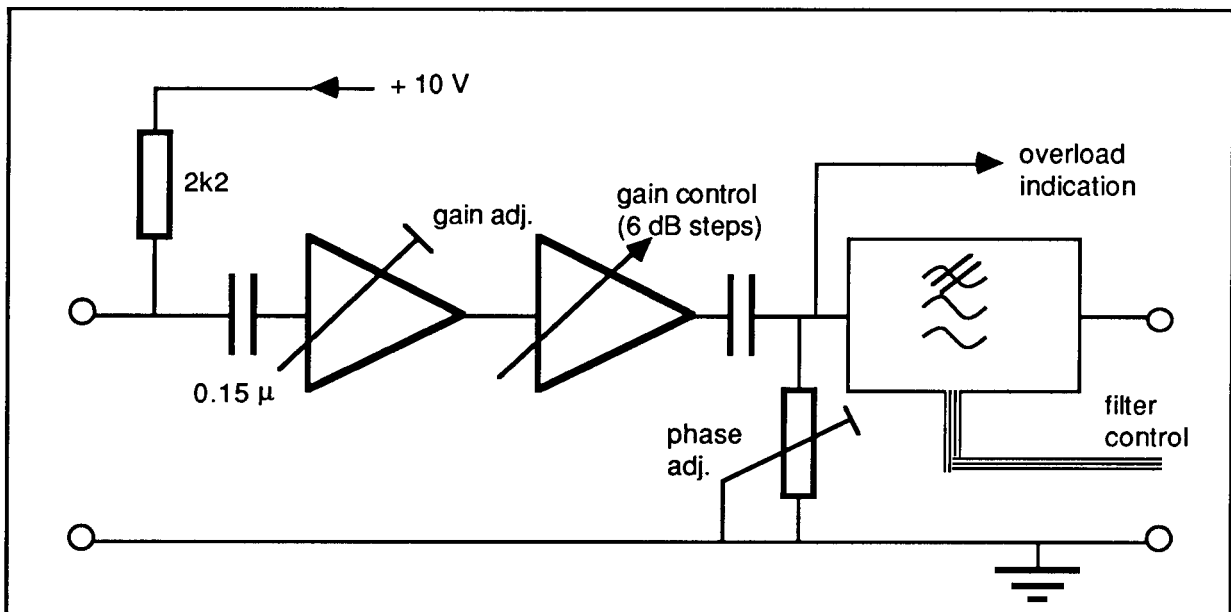 + 10 V
2k2
gain adj.
gain control
(6 dB steps)
overload
indication
0.15 µ
phase
adj.
filter
control